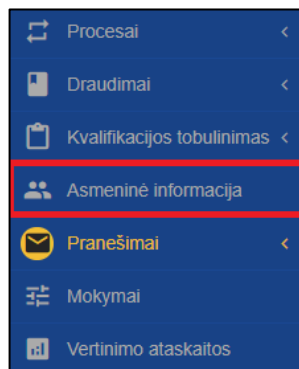 Procesai
Draudimai
Kvalifikacijos tobulinimas
Asmeninė informacija
Pranešimai
Mokymai
Vertinimo ataskaitos